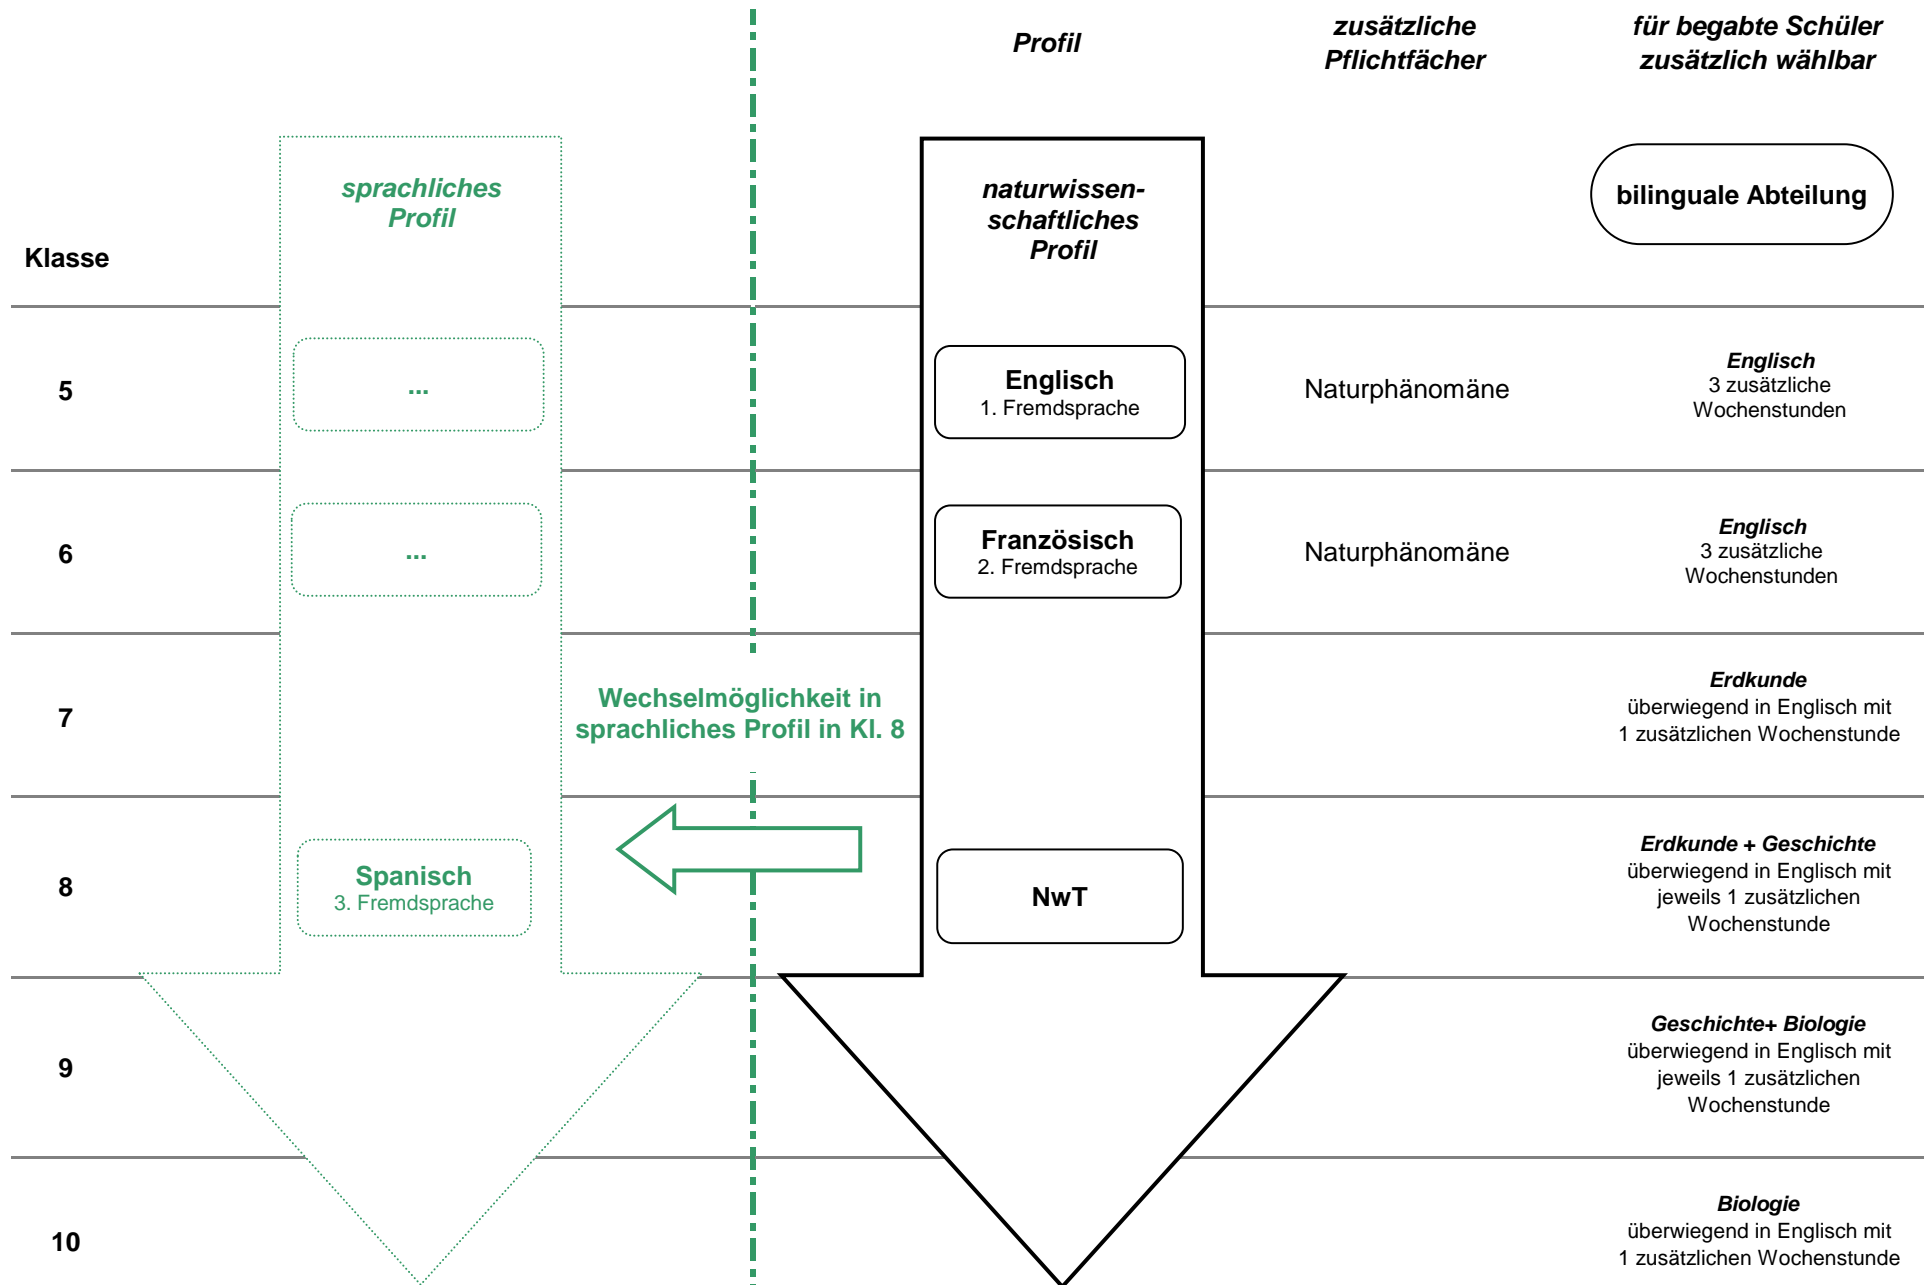 Profil
zusätzliche
Pflichtfächer
für begabte Schüler
zusätzlich wählbar
sprachliches
Profil
naturwissen-
schaftliches
Profil
bilinguale Abteilung
Klasse
5
...
Englisch
1. Fremdsprache
Naturphänomäne
Englisch
3 zusätzliche
Wochenstunden
6
...
Französisch
2. Fremdsprache
Naturphänomäne
Englisch
3 zusätzliche
Wochenstunden
7
Wechselmöglichkeit in
sprachliches Profil in Kl. 8
Erdkunde
überwiegend in Englisch mit
1 zusätzlichen Wochenstunde
8
Spanisch
3. Fremdsprache
NwT
Erdkunde + Geschichte
überwiegend in Englisch mit
jeweils 1 zusätzlichen
Wochenstunde
9
Geschichte+ Biologie
überwiegend in Englisch mit
jeweils 1 zusätzlichen
Wochenstunde
10
Biologie
überwiegend in Englisch mit
1 zusätzlichen Wochenstunde